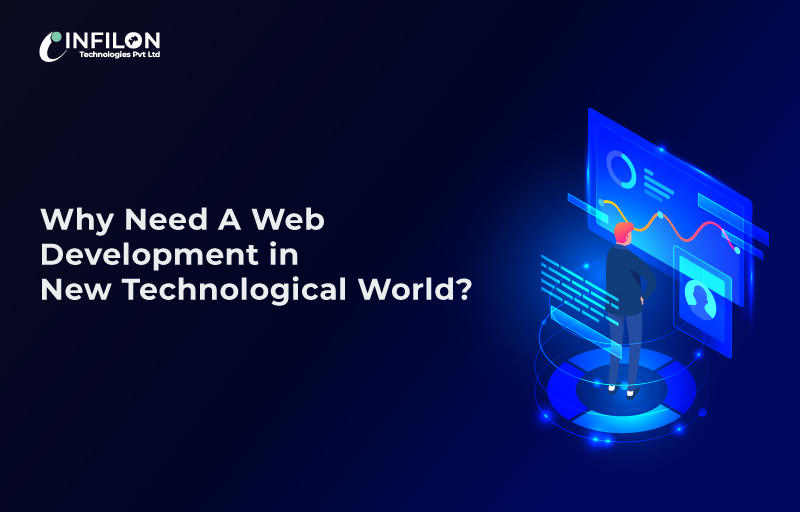 INFILON
Technologies Pvt Ltd
Why Need A Web
Development in
New Technological World?